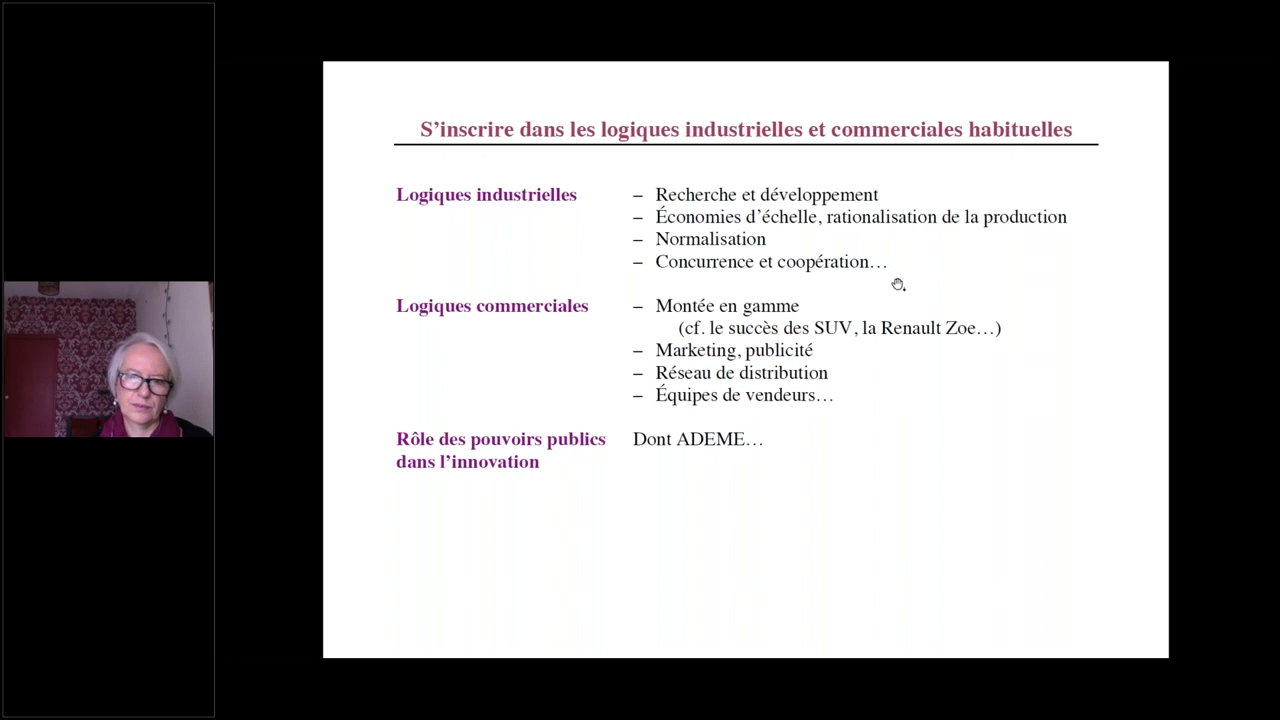 S’inscrire dans les logiques industrielles et commerciales habituelles
Logiques industrielles
– Recherche et développement
– Économies d’échelle, rationalisation de la production
– Normalisation
– Concurrence et coopération…
Logiques commerciales
– Montée en gamme
(cf. le succès des SUV, la Renault Zoe…)
– Marketing, publicité
– Réseau de distribution
– Équipes de vendeurs…
Rôle des pouvoirs publics
dans l’innovation
Dont ADEME…